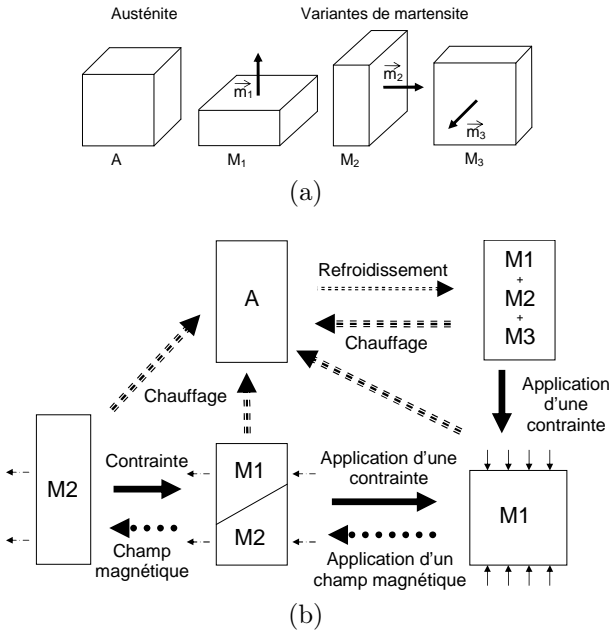 Austénite
Variantes de martensite
m1
m2
m3
A
M1
M2
M3
(a)
A
Refroidissement
Chauffage
M1
+
M2
+
M3
Chauffage
Application
d'une
contrainte
M2
Contrainte
Champ
magnétique
M1
M2
Application d'une
contrainte
Application d'un
champ magnétique
M1
(b)